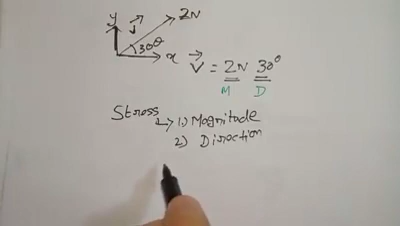 y v⃗ 2N
30° x
v⃗ = 2N 30°
M D
Stress
↳ 1) Magnitude
2) Direction